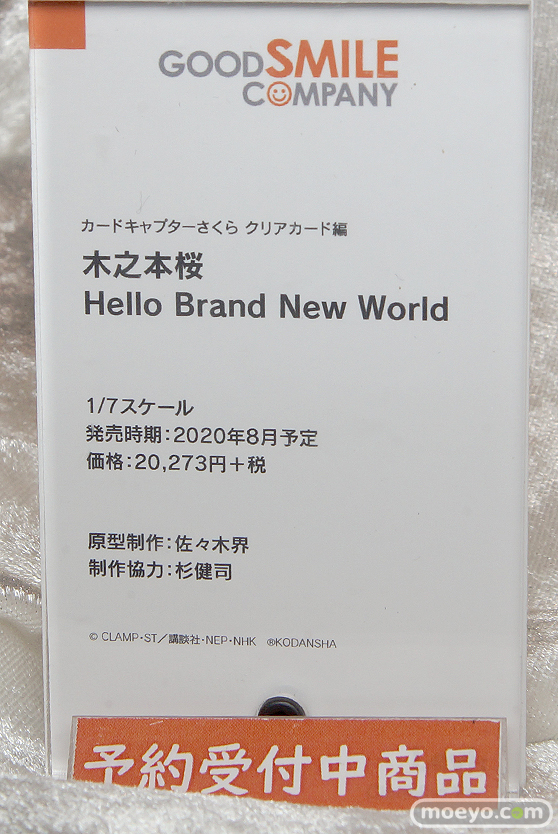 GOODSMILE
COMPANY
カードキャプターさくら クリアカード編
木之本桜
Hello Brand New World
1/7スケール
発売時期：2020年8月予定
価格：20,273円＋税
原型制作：佐々木界
制作協力：杉健司
© CLAMP・ST／講談社・NEP・NHK ®KODANSHA
予約受付中商品
moeyo.com